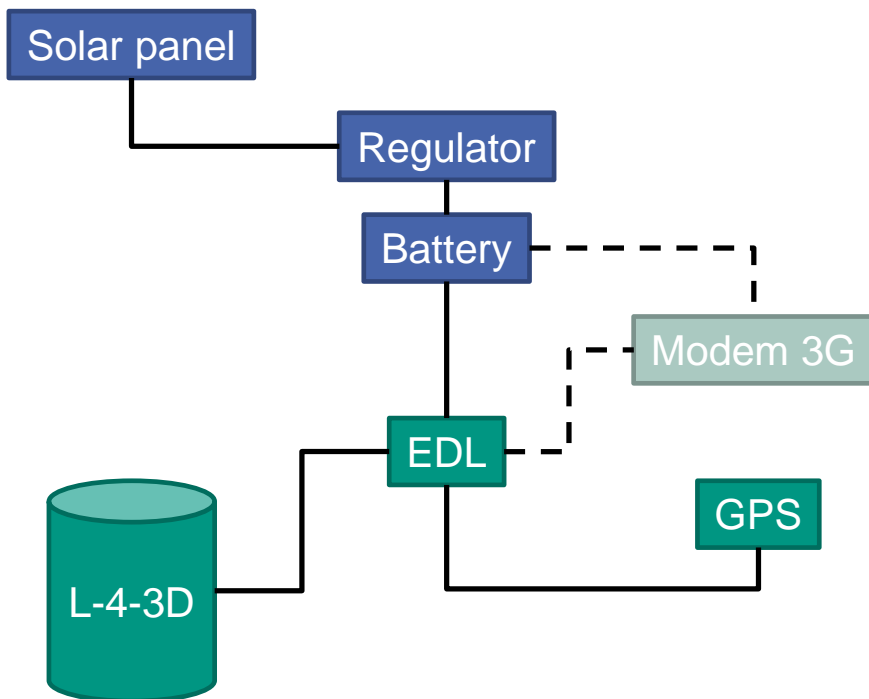 Solar panel
Regulator
Battery
Modem 3G
EDL
GPS
L-4-3D